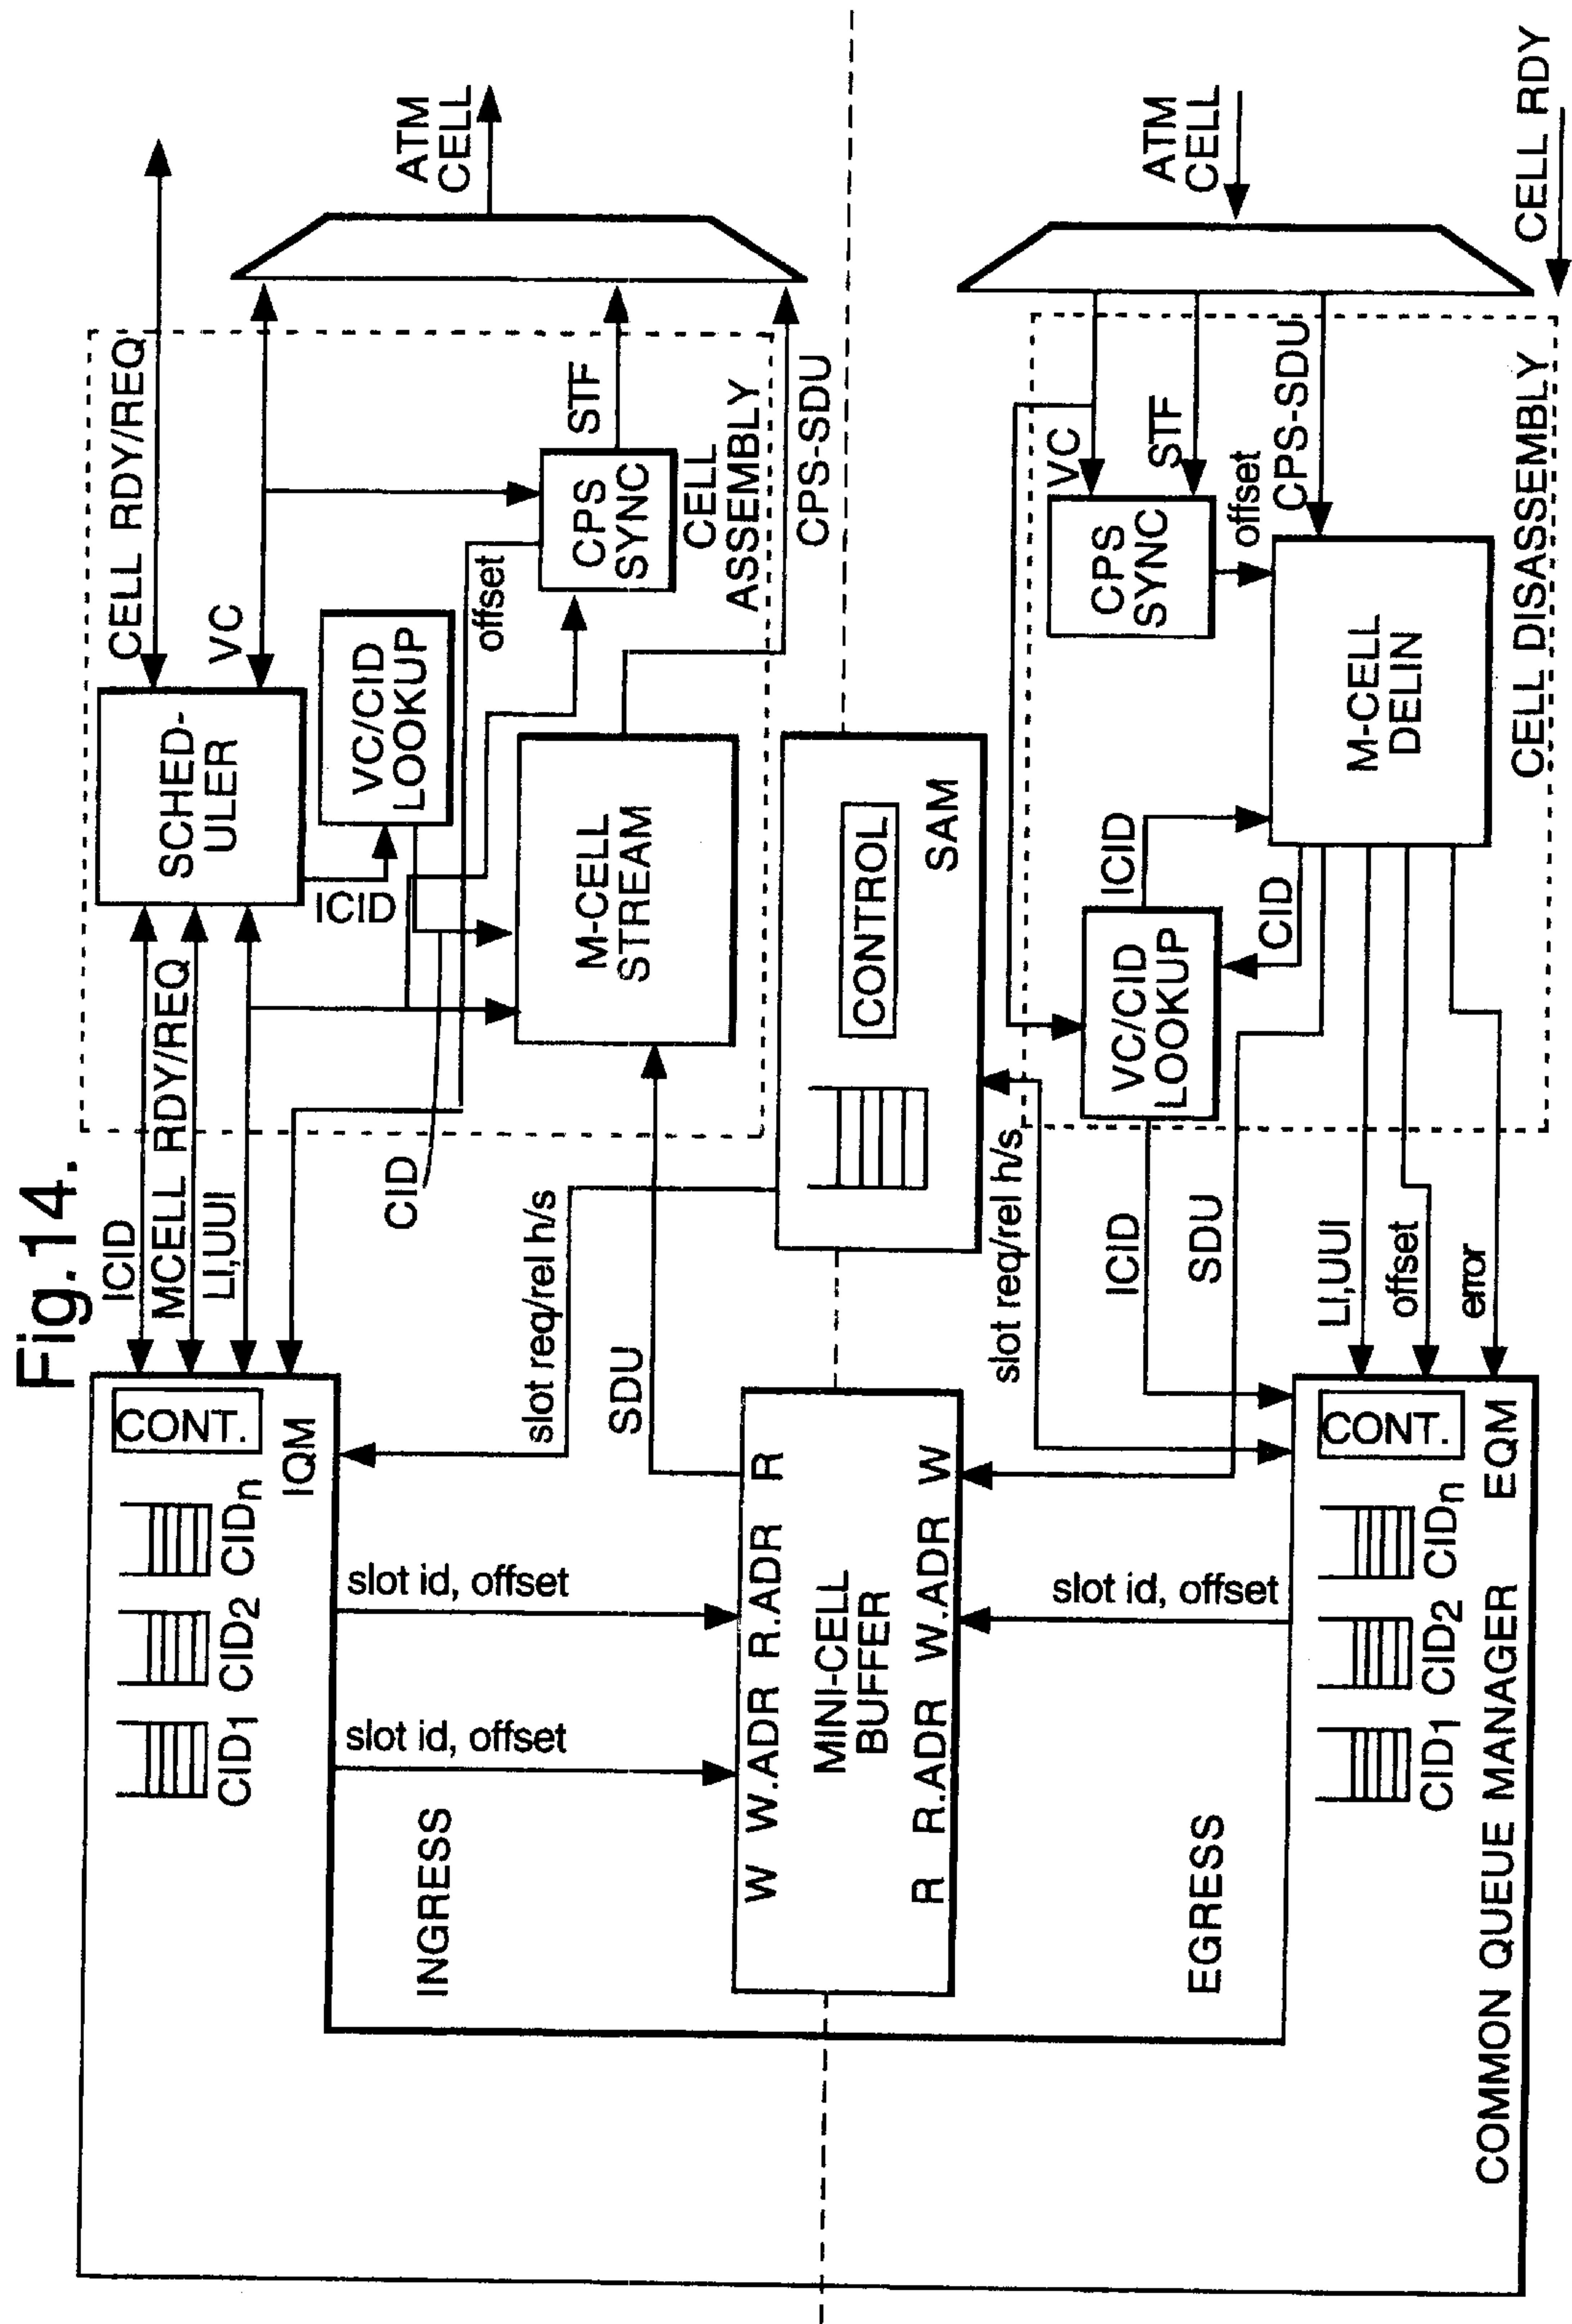 Fig.14.
CELL RDY/REQ
VC
ATM
CELL
SCHED-
ULER
ICID
VC/CID
LOOKUP
offset
STF
CPS
SYNC
CELL
ASSEMBLY
CPS-SDU
M-CELL
STREAM
ICID
MCELL RDY/REQ
LI,UUI
CID
CONT.
IQM
CID1
CID2
CIDn
slot req/rel h/s
SDU
slot id, offset
slot id, offset
INGRESS
W
W.ADR
R.ADR
R
MINI-CELL
BUFFER
R
R.ADR
W.ADR
W
CONTROL
SAM
EGRESS
slot id, offset
slot req/rel h/s
ICID
SDU
LI,UUI
offset
error
CONT.
EQM
CID1
CID2
CIDn
COMMON QUEUE MANAGER
VC/CID
LOOKUP
ICID
CID
M-CELL
DELIN
CPS
SYNC
VC
STF
offset
CPS-SDU
CELL DISASSEMBLY
ATM
CELL
CELL RDY